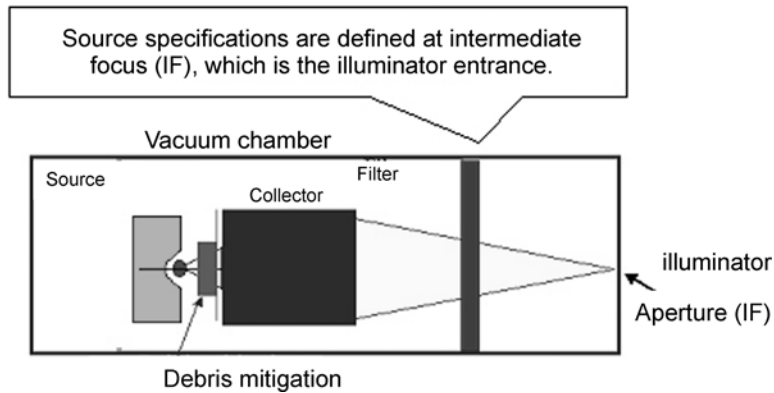 Source specifications are defined at intermediate
focus (IF), which is the illuminator entrance.
Vacuum chamber
Source
Filter
Collector
illuminator
Aperture (IF)
Debris mitigation